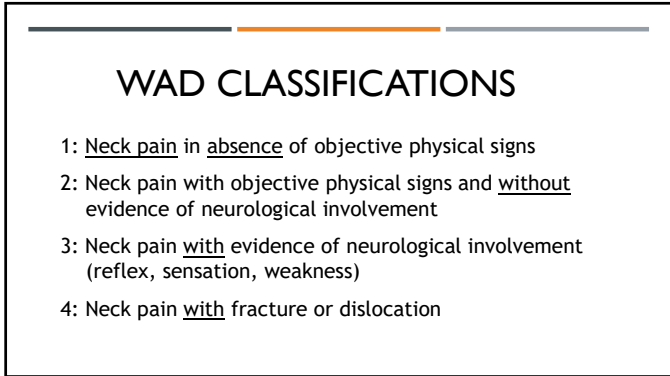 WAD CLASSIFICATIONS
1: Neck pain in absence of objective physical signs
2: Neck pain with objective physical signs and without
evidence of neurological involvement
3: Neck pain with evidence of neurological involvement
(reflex, sensation, weakness)
4: Neck pain with fracture or dislocation